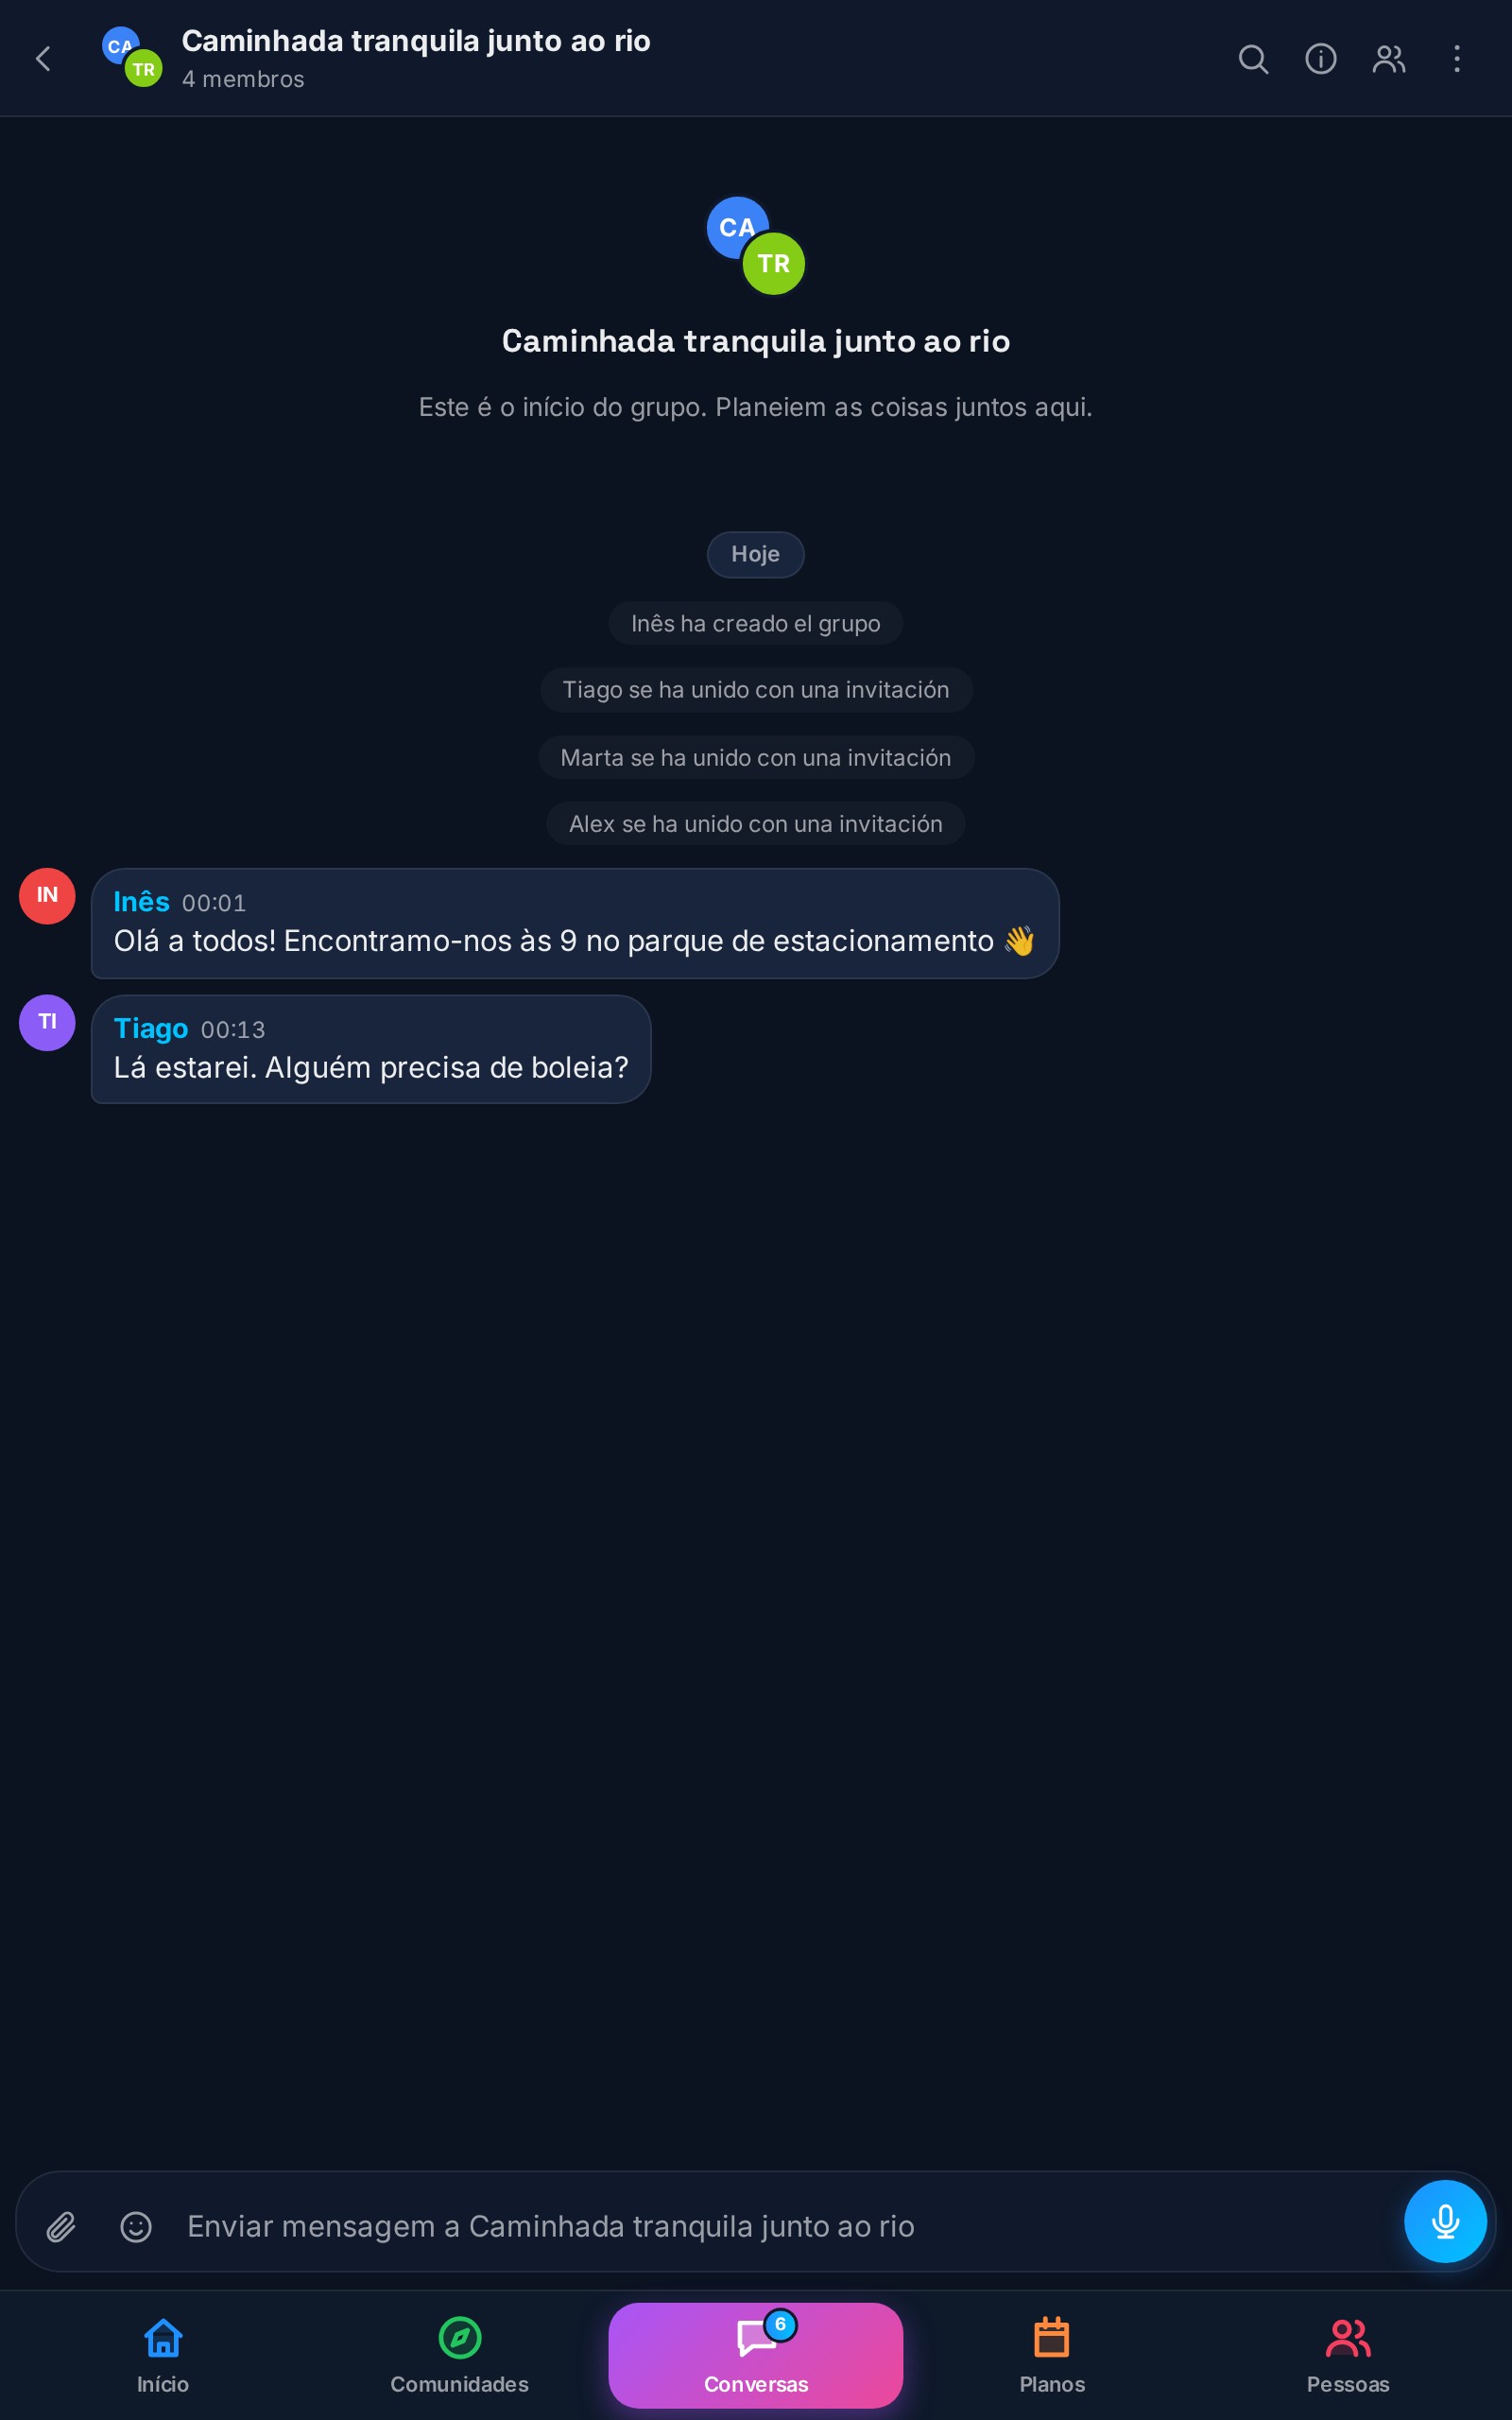 CA
TR
Caminhada tranquila junto ao rio
4 membros
CA
TR
Caminhada tranquila junto ao rio
Este é o início do grupo. Planeiem as coisas juntos aqui.
Hoje
Inês ha creado el grupo
Tiago se ha unido con una invitación
Marta se ha unido con una invitación
Alex se ha unido con una invitación
IN
Inês 00:01
Olá a todos! Encontramo-nos às 9 no parque de estacionamento 👋
TI
Tiago 00:13
Lá estarei. Alguém precisa de boleia?
Enviar mensagem a Caminhada tranquila junto ao rio
6
Início
Comunidades
Conversas
Planos
Pessoas